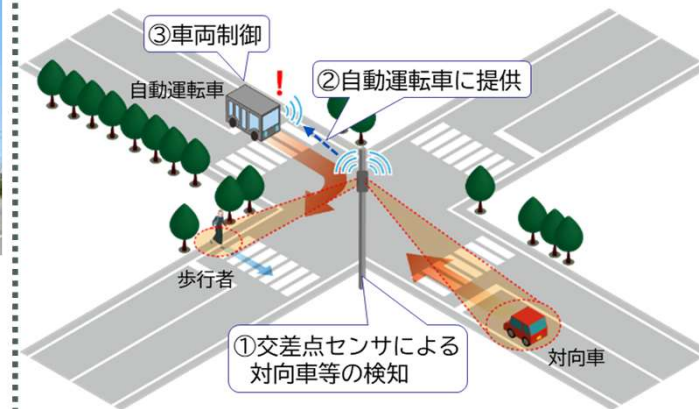 ③車両制御
自動運転車
!
②自動運転車に提供
歩行者
①交差点センサによる
対向車等の検知
対向車